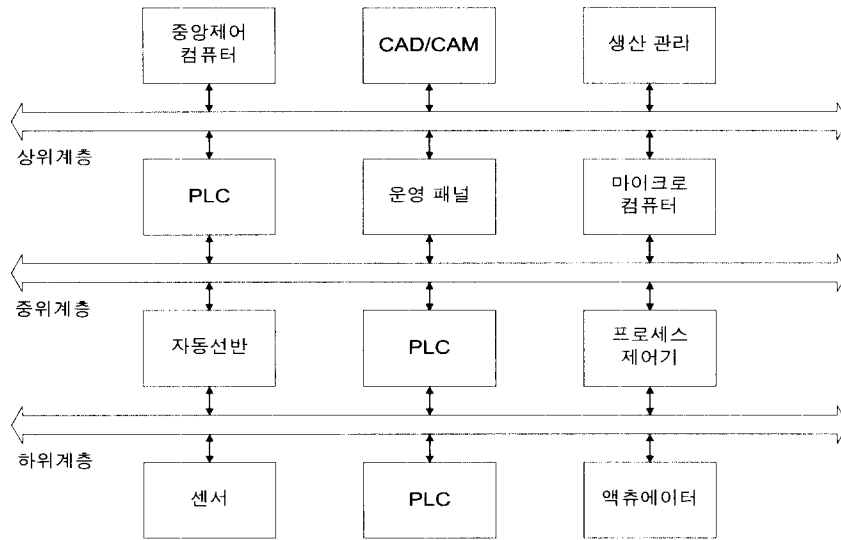 중앙제어
컴퓨터
CAD/CAM
생산 관리
상위계층
PLC
운영 패널
마이크로
컴퓨터
중위계층
자동선반
PLC
프로세스
제어기
하위계층
센서
PLC
액츄에이터